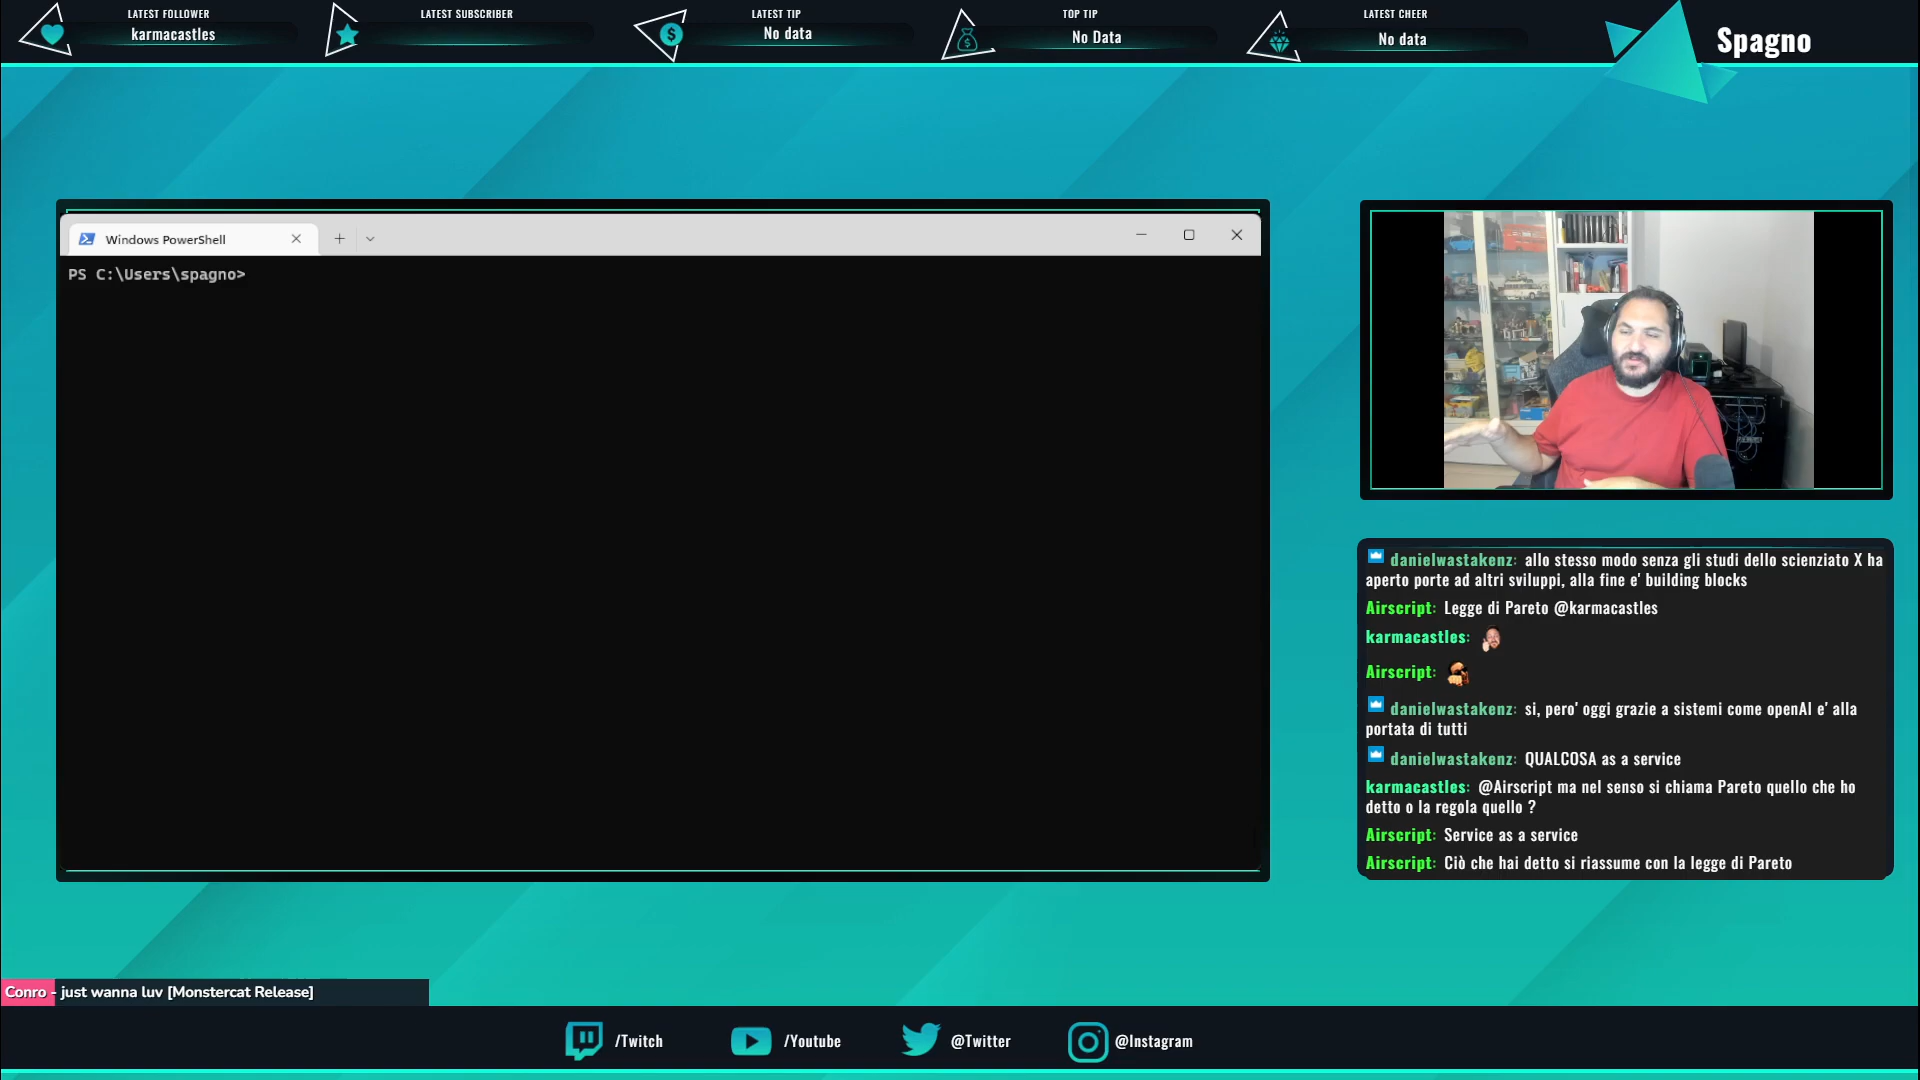 LATEST FOLLOWER
karmacastles
LATEST SUBSCRIBER
LATEST TIP
No data
TOP TIP
No Data
LATEST CHEER
No data
Spagno
Windows PowerShell
PS C:\Users\spagno>
danielwastakenz: allo stesso modo senza gli studi dello scienziato X ha
aperto porte ad altri sviluppi, alla fine e' building blocks
Airscript: Legge di Pareto @karmacastles
karmacastles:
Airscript:
danielwastakenz: si, pero' oggi grazie a sistemi come openAI e' alla
portata di tutti
danielwastakenz: QUALCOSA as a service
karmacastles: @Airscript ma nel senso si chiama Pareto quello che ho
detto o la regola quello ?
Airscript: Service as a service
Airscript: Ciò che hai detto si riassume con la legge di Pareto
Conro - just wanna luv [Monstercat Release]
/Twitch
/Youtube
@Twitter
@Instagram